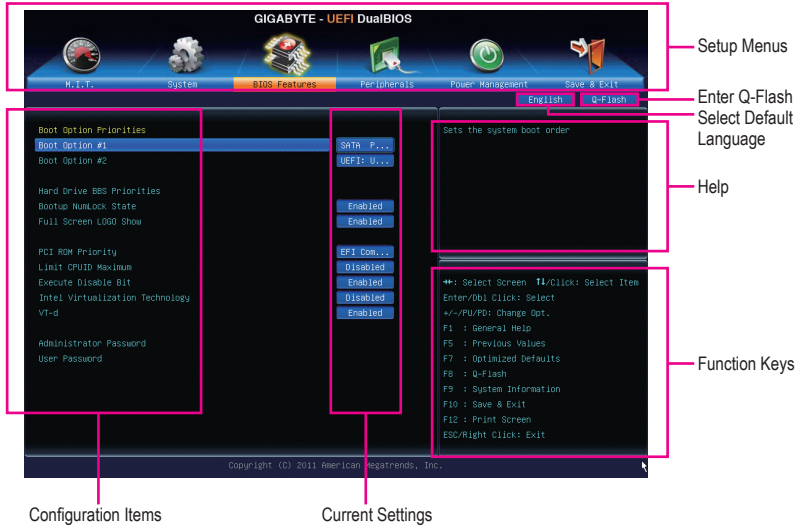 GIGABYTE - UEFI DualBIOS
M.I.T. System BIOS Features Peripherals Power Management Save & Exit
Setup Menus
English Q-Flash
Enter Q-Flash
Select Default
Language
Boot Option Priorities
Boot Option #1 SATA P...
Boot Option #2 UEFI: U...
Hard Drive BBS Priorities
Bootup NumLock State Enabled
Full Screen LOGO Show Enabled
PCI ROM Priority EFI Com...
Limit CPUID Maximum Disabled
Execute Disable Bit Enabled
Intel Virtualization Technology Disabled
VT-d Enabled
Administrator Password
User Password
Sets the system boot order
Help
→←: Select Screen ↑↓/Click: Select Item
Enter/Dbl Click: Select
+/-/PU/PD: Change Opt.
F1 : General Help
F5 : Previous Values
F7 : Optimized Defaults
F8 : Q-Flash
F9 : System Information
F10 : Save & Exit
F12 : Print Screen
ESC/Right Click: Exit
Function Keys
Copyright (C) 2011 American Megatrends, Inc.
Configuration Items
Current Settings